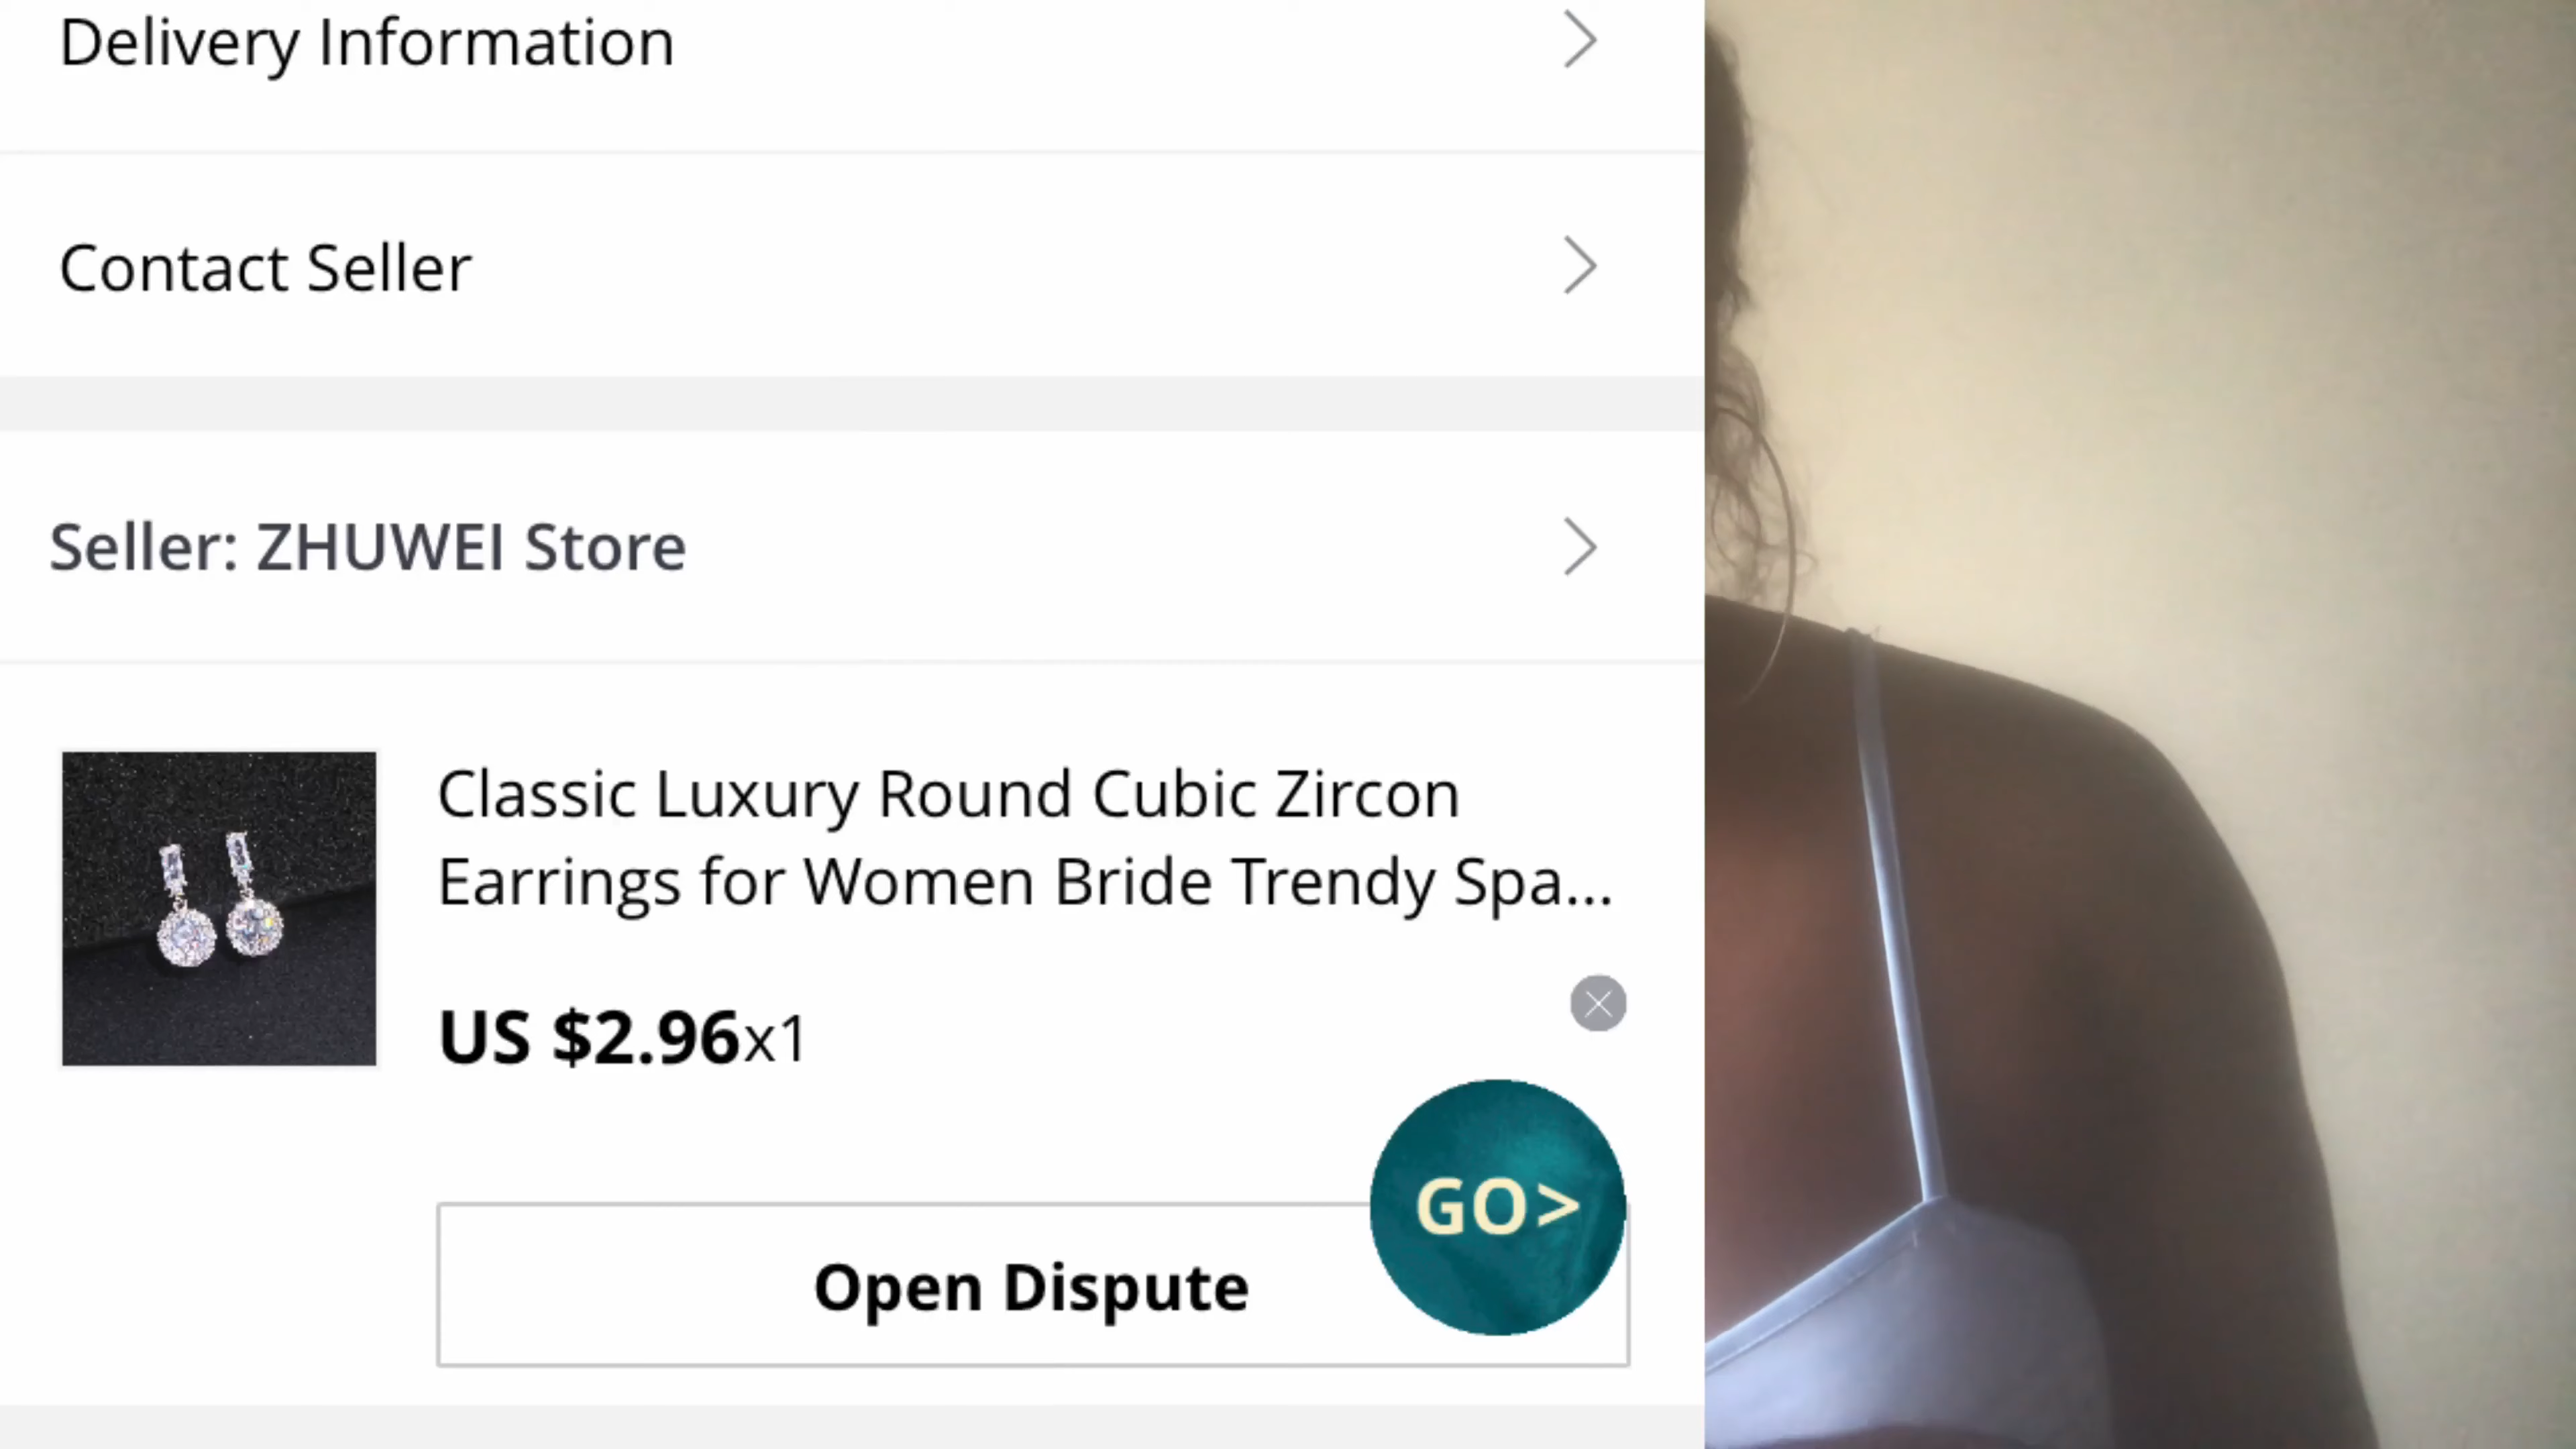 Delivery Information
Contact Seller
Seller: ZHUWEI Store
Classic Luxury Round Cubic Zircon
Earrings for Women Bride Trendy Spa...
US $2.96x1
GO>
Open Dispute